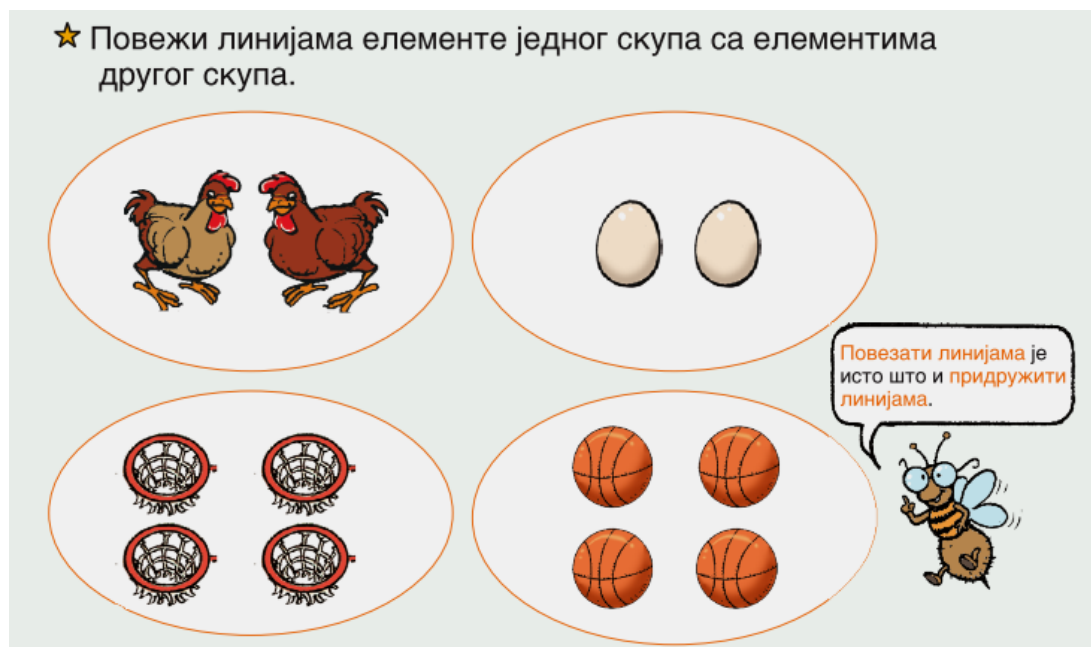 Повежи линијама елементе једног скупа са елементима
другог скупа.
Повезати линијама је
исто што и придружити
линијама.